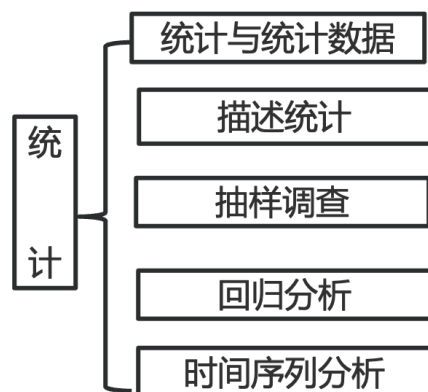 统计
统计与统计数据
描述统计
抽样调查
回归分析
时间序列分析